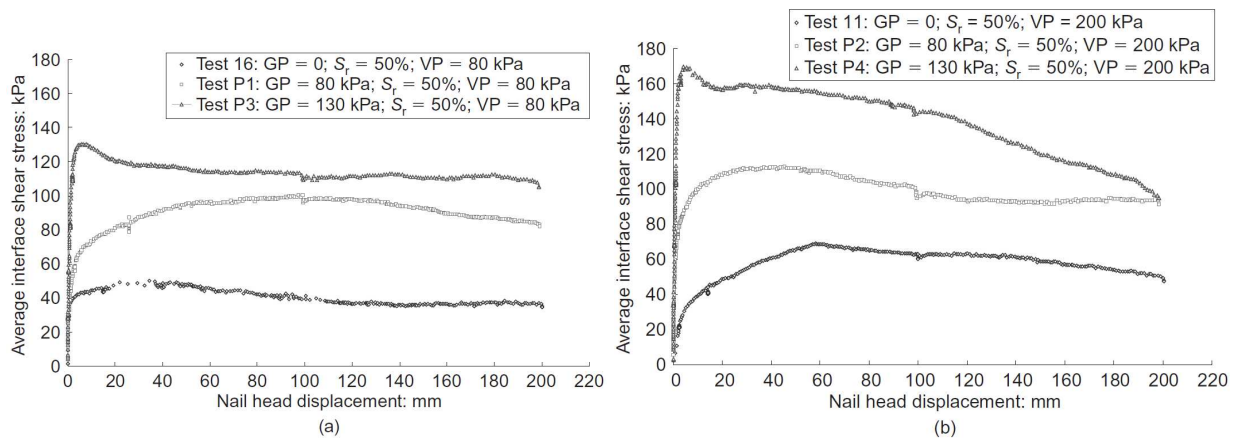 Test 16: GP = 0; Sr = 50%; VP = 80 kPa
Test P1: GP = 80 kPa; Sr = 50%; VP = 80 kPa
Test P3: GP = 130 kPa; Sr = 50%; VP = 80 kPa
Average interface shear stress: kPa
180
160
140
120
100
80
60
40
20
0
0 20 40 60 80 100 120 140 160 180 200 220
Nail head displacement: mm
(a)
Test 11: GP = 0; Sr = 50%; VP = 200 kPa
Test P2: GP = 80 kPa; Sr = 50%; VP = 200 kPa
Test P4: GP = 130 kPa; Sr = 50%; VP = 200 kPa
Average interface shear stress: kPa
180
160
140
120
100
80
60
40
20
0
0 20 40 60 80 100 120 140 160 180 200 220
Nail head displacement: mm
(b)